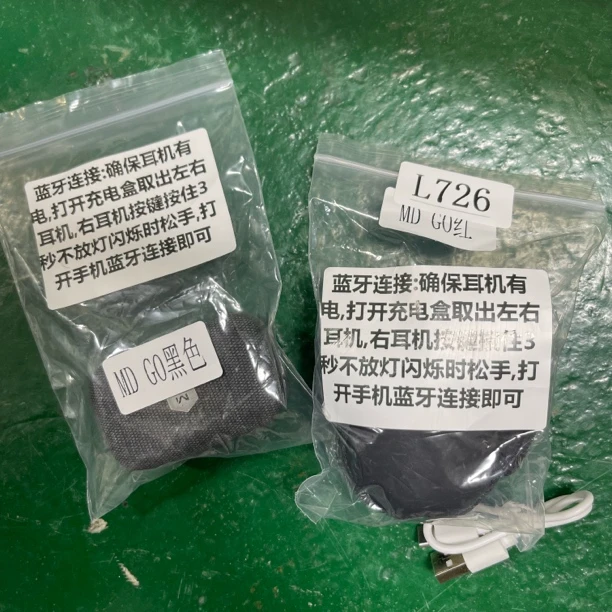 蓝牙连接:确保耳机有
电,打开充电盒取出左右
耳机,右耳机按键按住3
秒不放灯闪烁时松手,打
开手机蓝牙连接即可
MD GO黑色
L726
MD GO红
蓝牙连接:确保耳机有
电,打开充电盒取出左右
耳机,右耳机按键按住3
秒不放灯闪烁时松手,打
开手机蓝牙连接即可